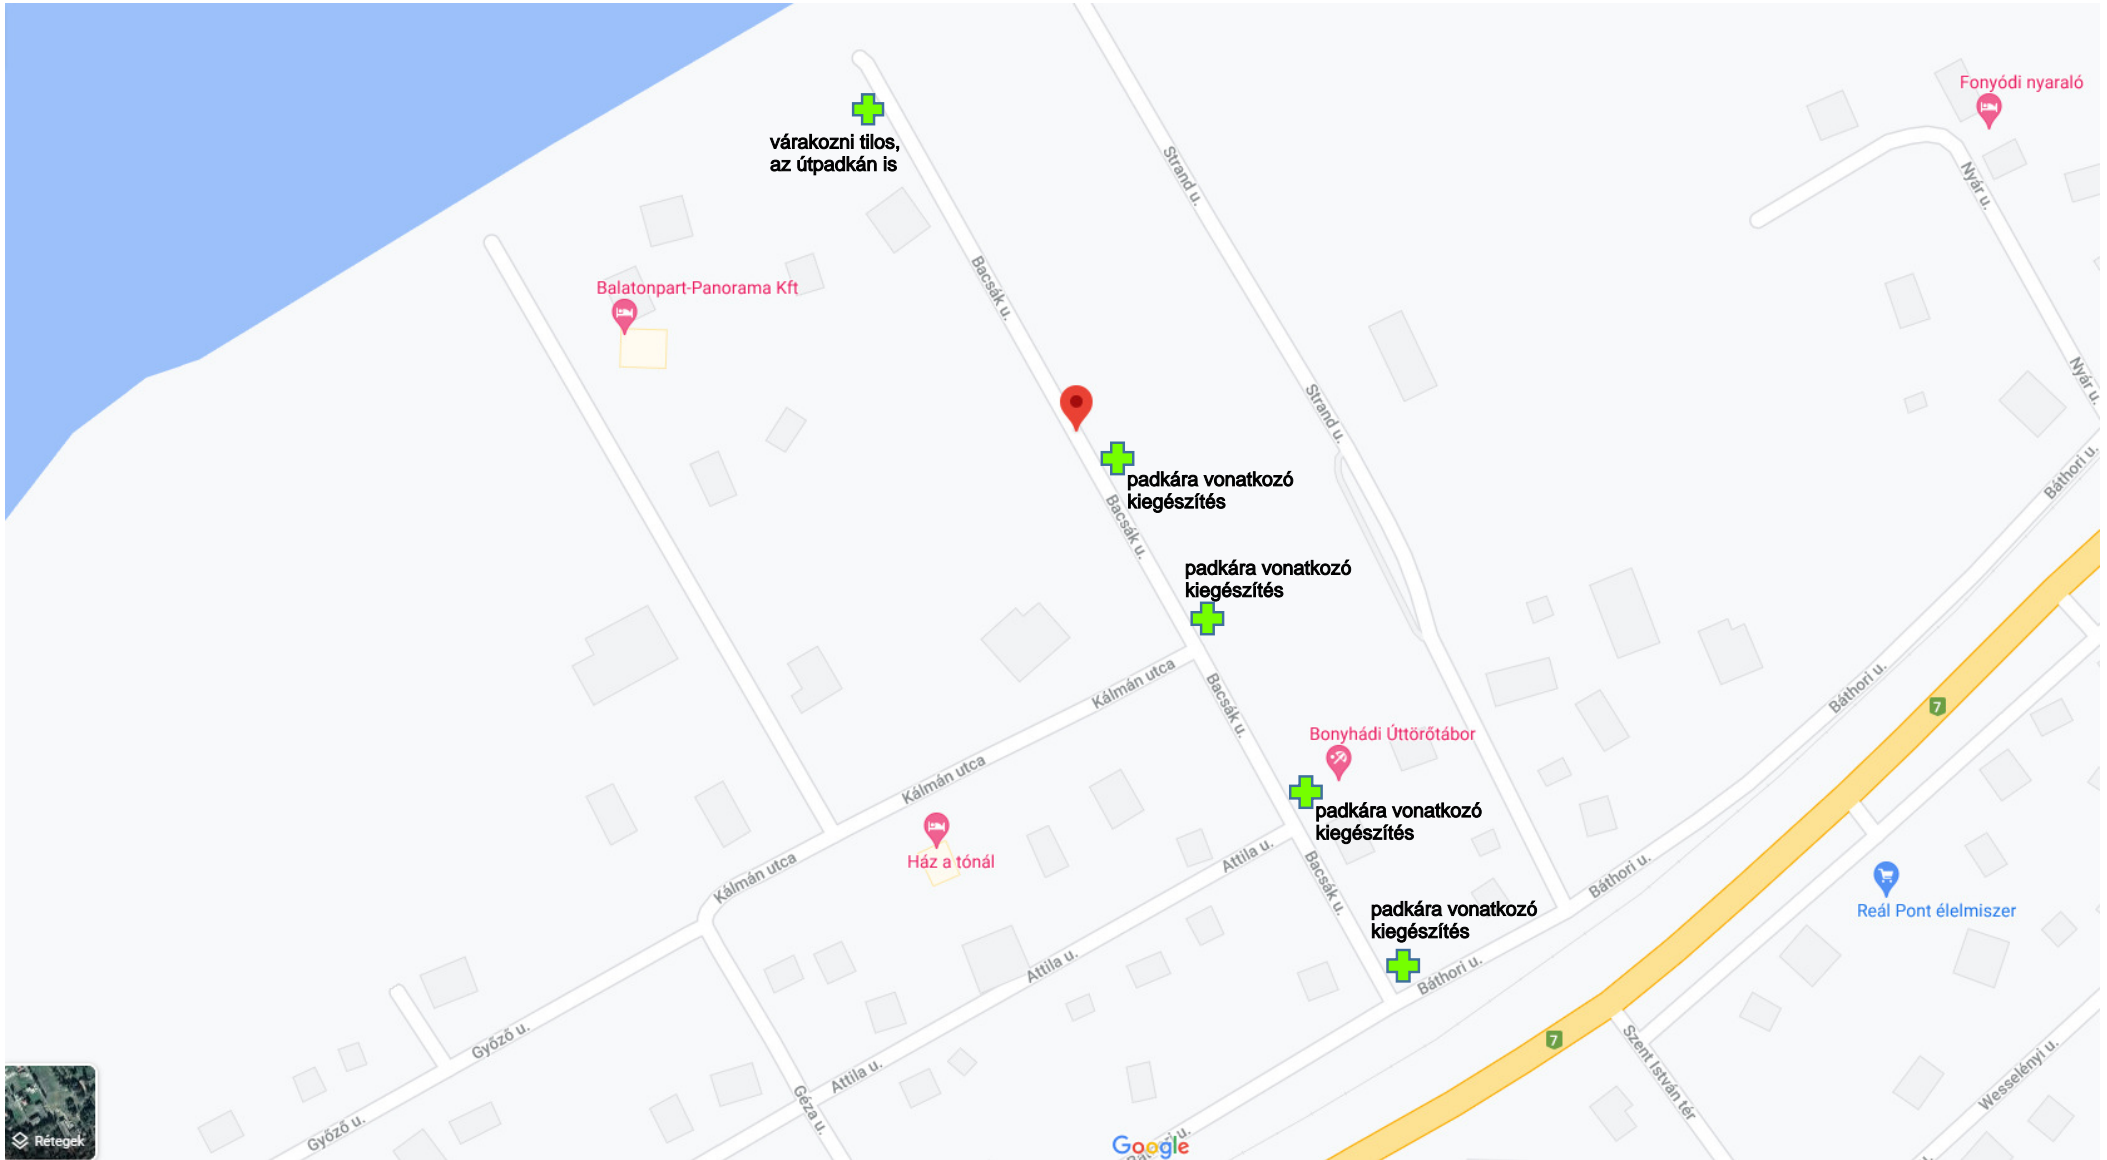 Fonyódi nyaraló
várakozni tilos,
az útpadkán is
Strand u.
Nyár u.
Bacsák u.
Balatonpart-Panorama Kft
Nyár u.
Strand u.
Báthori u.
padkára vonatkozó
kiegészítés
Bacsák u.
padkára vonatkozó
kiegészítés
Kálmán utca
Bacsák u.
Báthori u.
7
Bonyhádi Úttörőtábor
Kálmán utca
padkára vonatkozó
kiegészítés
Attila u.
Ház a tónál
Kálmán utca
Bacsák u.
Báthori u.
Reál Pont élelmiszer
padkára vonatkozó
kiegészítés
Attila u.
Báthori u.
Győző u.
7
Attila u.
Szent István tér
Wesselényi u.
Géza u.
Győző u.
Rétegek
Google